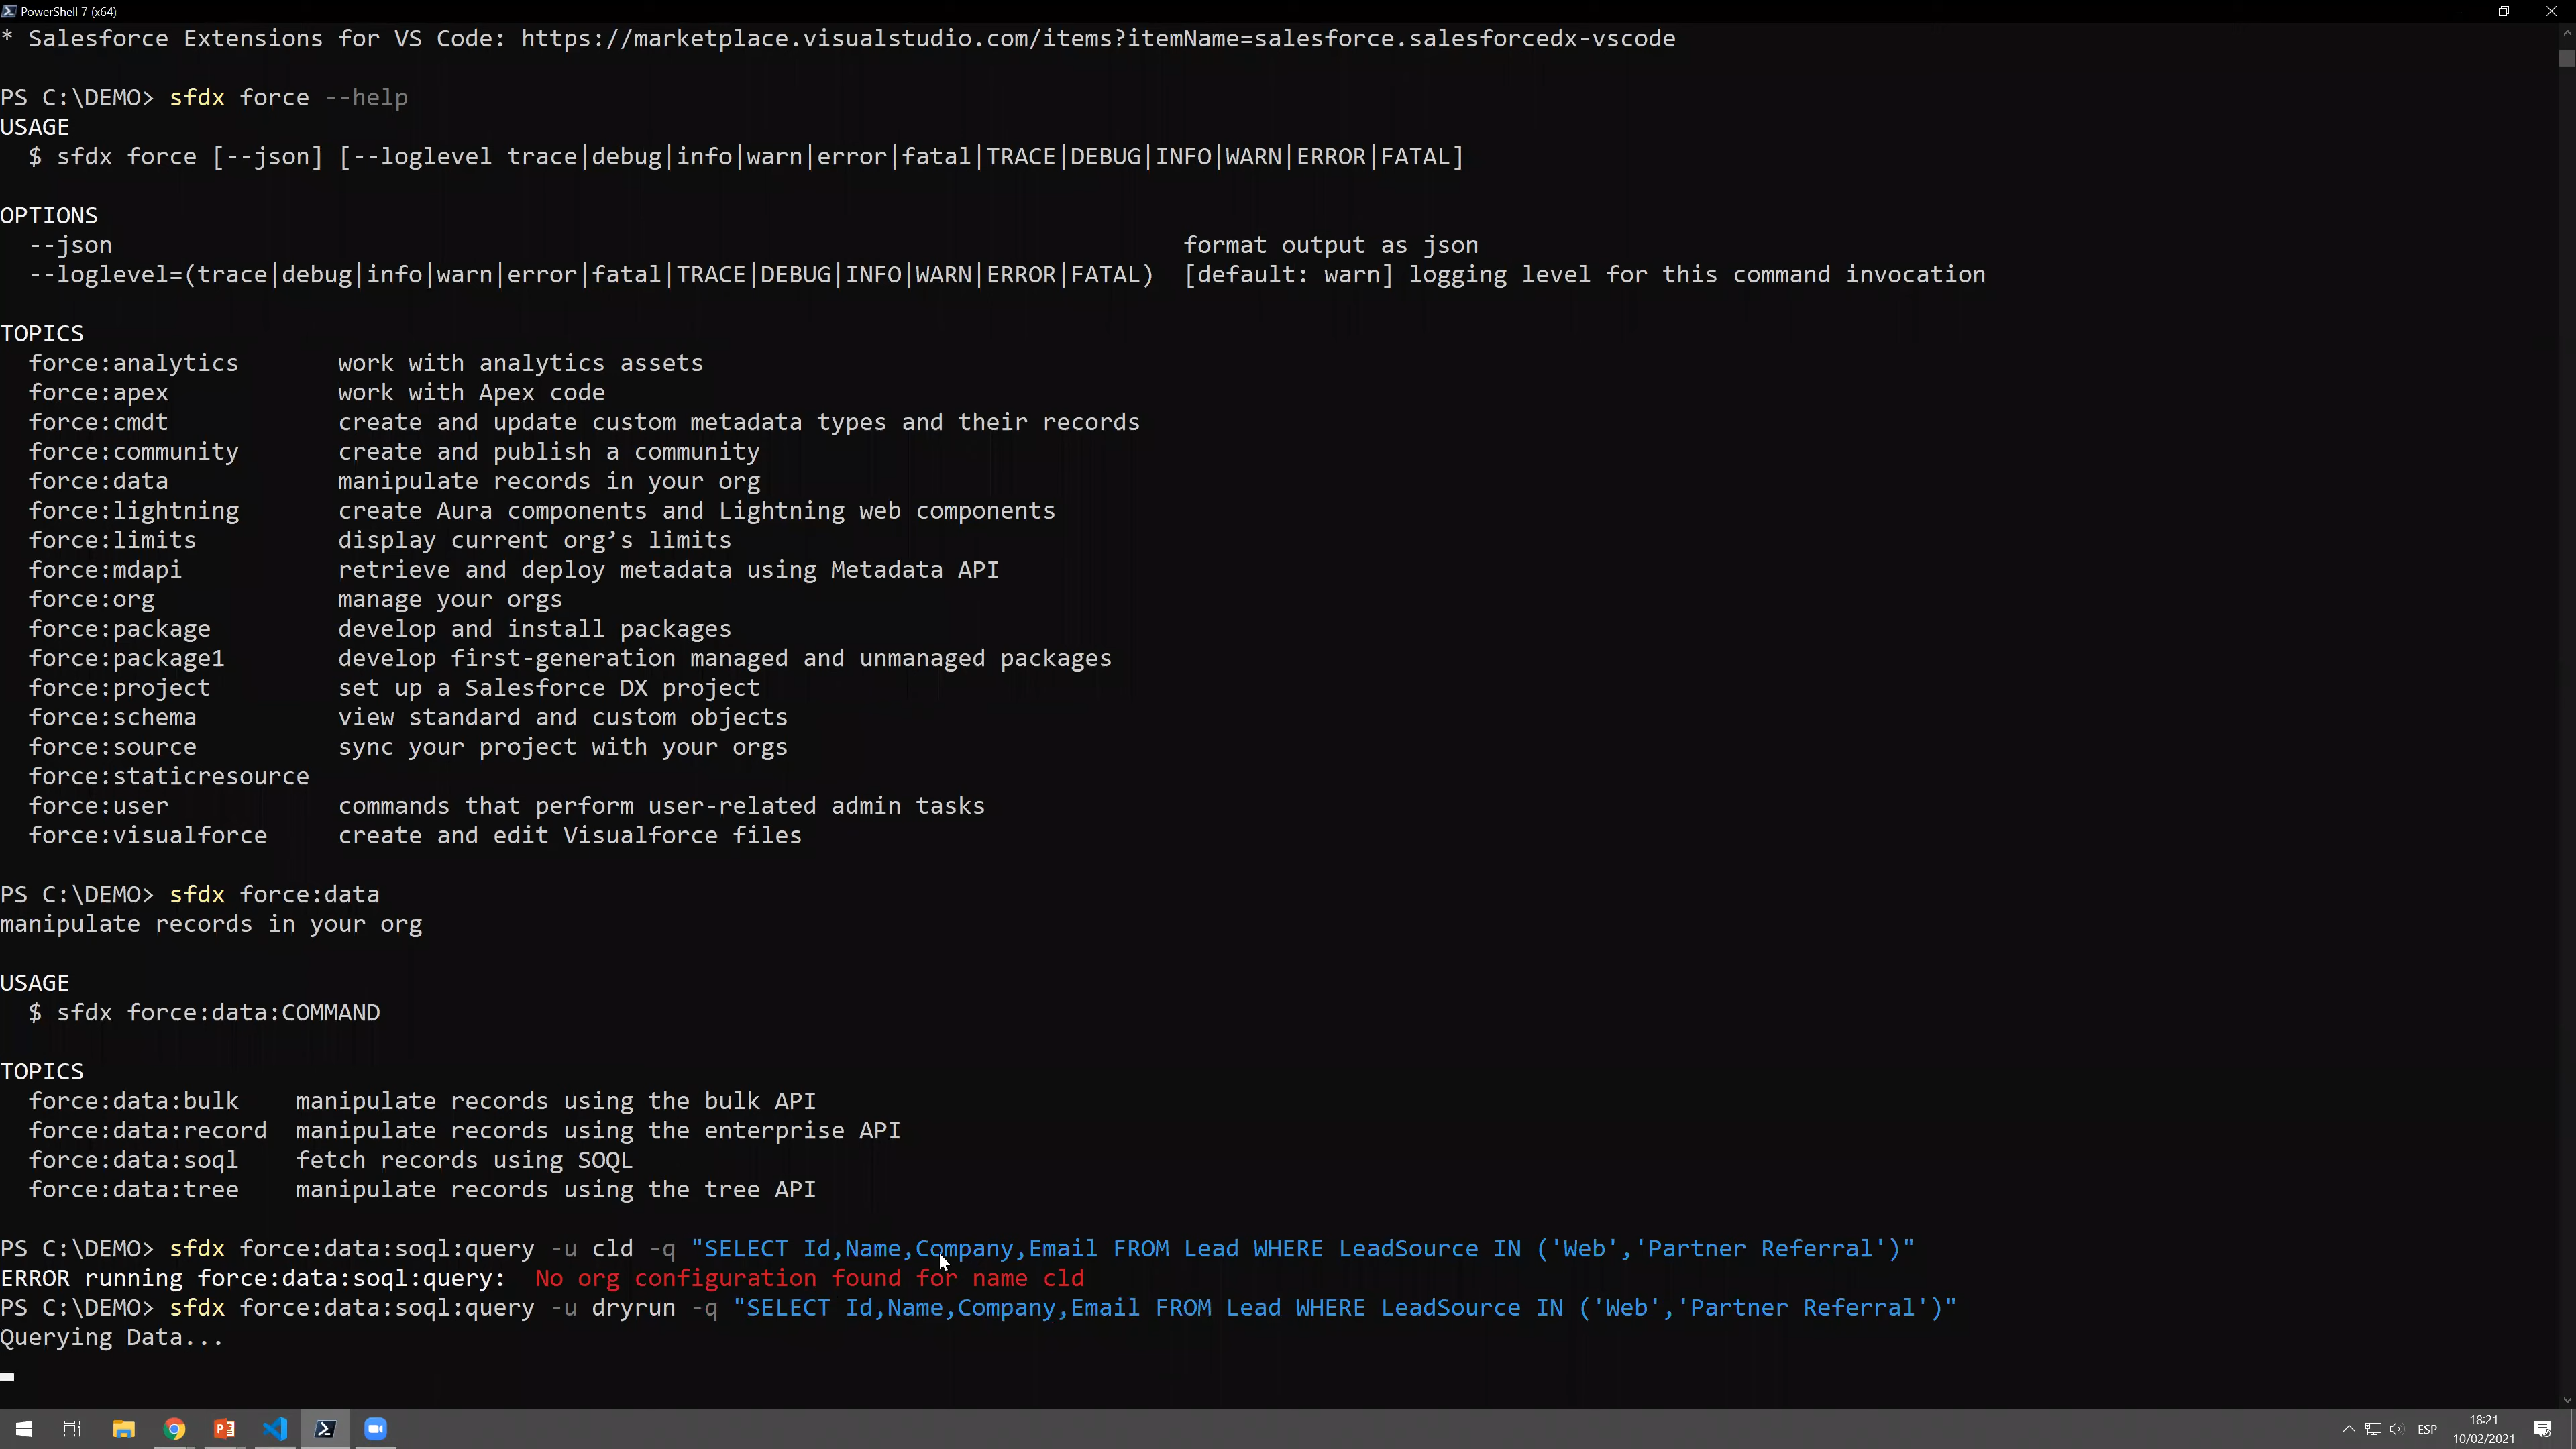 PowerShell 7 (x64)
* Salesforce Extensions for VS Code: https://marketplace.visualstudio.com/items?itemName=salesforce.salesforcedx-vscode
PS C:\DEMO> sfdx force --help
USAGE
$ sfdx force [--json] [--loglevel trace|debug|info|warn|error|fatal|TRACE|DEBUG|INFO|WARN|ERROR|FATAL]
OPTIONS
--json format output as json
--loglevel=(trace|debug|info|warn|error|fatal|TRACE|DEBUG|INFO|WARN|ERROR|FATAL) [default: warn] logging level for this command invocation
TOPICS
force:analytics work with analytics assets
force:apex work with Apex code
force:cmdt create and update custom metadata types and their records
force:community create and publish a community
force:data manipulate records in your org
force:lightning create Aura components and Lightning web components
force:limits display current org’s limits
force:mdapi retrieve and deploy metadata using Metadata API
force:org manage your orgs
force:package develop and install packages
force:package1 develop first-generation managed and unmanaged packages
force:project set up a Salesforce DX project
force:schema view standard and custom objects
force:source sync your project with your orgs
force:staticresource
force:user commands that perform user-related admin tasks
force:visualforce create and edit Visualforce files
PS C:\DEMO> sfdx force:data
manipulate records in your org
USAGE
$ sfdx force:data:COMMAND
TOPICS
force:data:bulk manipulate records using the bulk API
force:data:record manipulate records using the enterprise API
force:data:soql fetch records using SOQL
force:data:tree manipulate records using the tree API
PS C:\DEMO> sfdx force:data:soql:query -u cld -q "SELECT Id,Name,Company,Email FROM Lead WHERE LeadSource IN ('Web','Partner Referral')"
ERROR running force:data:soql:query: No org configuration found for name cld
PS C:\DEMO> sfdx force:data:soql:query -u dryrun -q "SELECT Id,Name,Company,Email FROM Lead WHERE LeadSource IN ('Web','Partner Referral')"
Querying Data...
ESP
18:21
10/02/2021